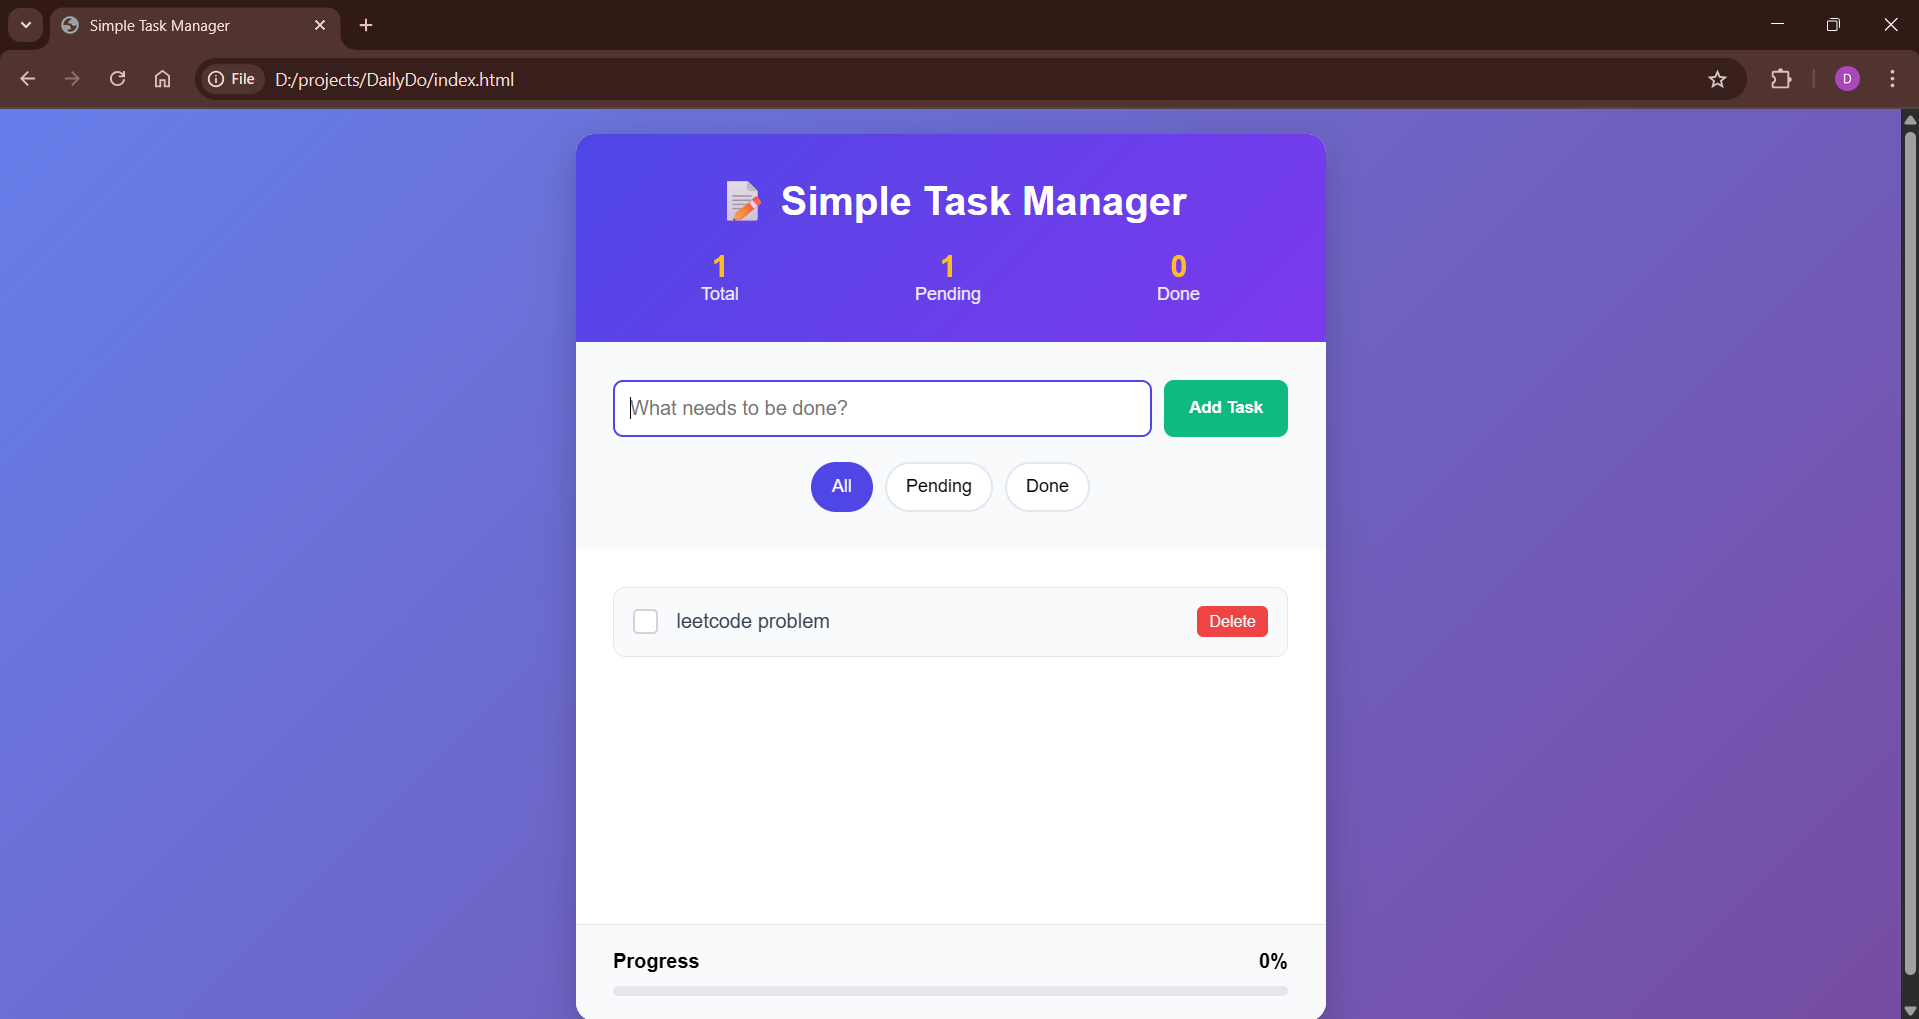 Simple Task Manager
File D:/projects/DailyDo/index.html D
Simple Task Manager
1 1 0
Total Pending Done
What needs to be done? Add Task
All Pending Done
leetcode problem Delete
Progress 0%